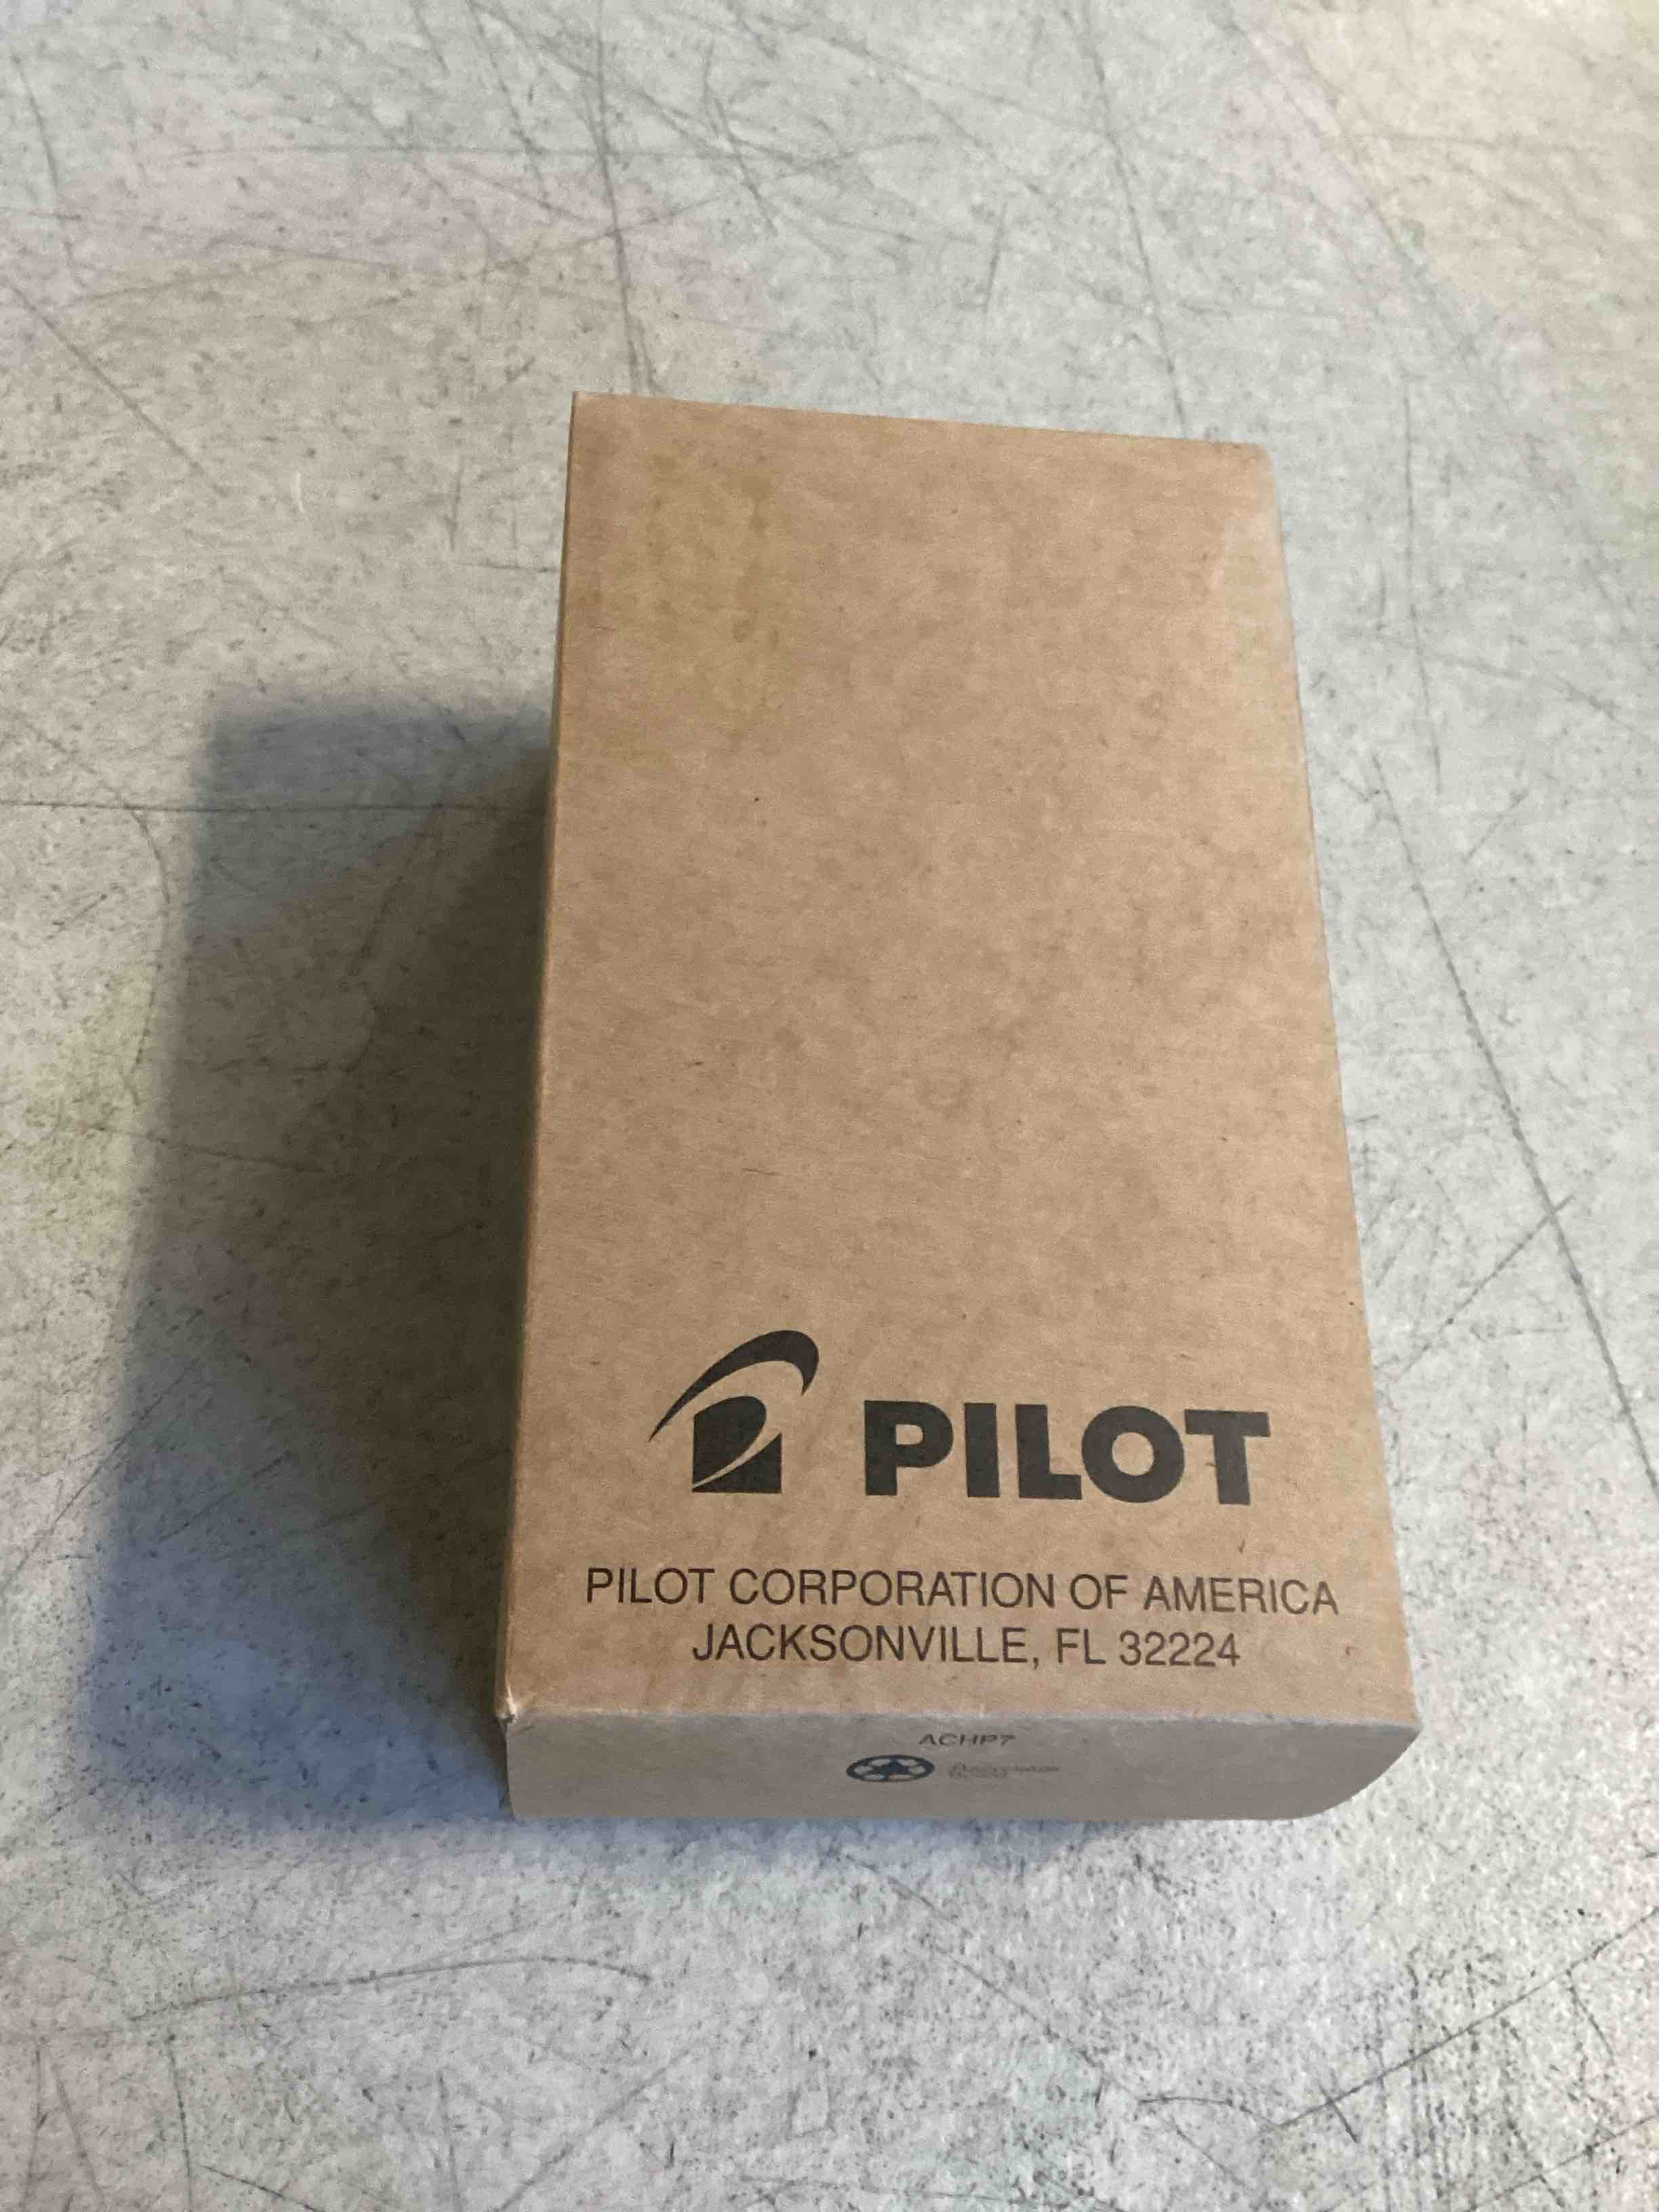 PILOT
PILOT CORPORATION OF AMERICA
JACKSONVILLE, FL 32224
ACHP7